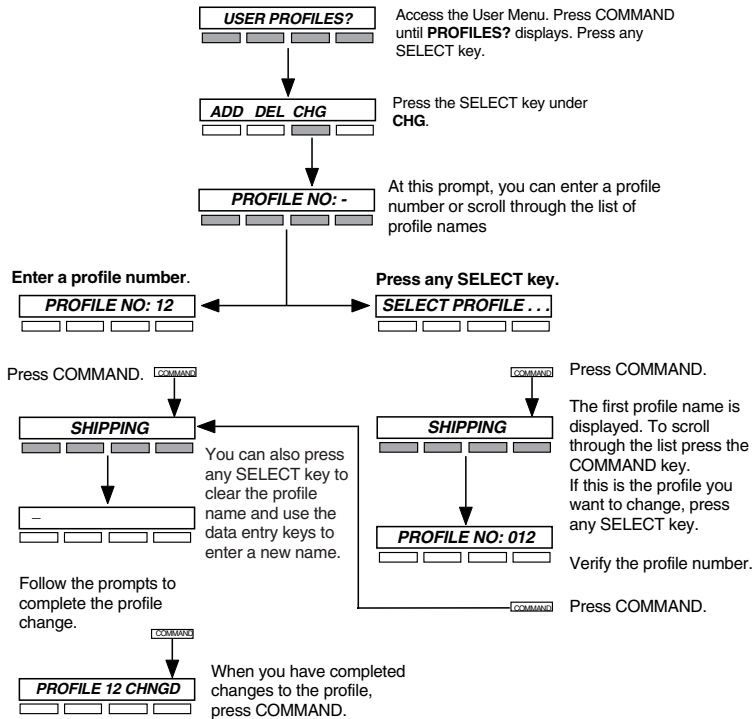 USER PROFILES?
Access the User Menu. Press COMMAND
until PROFILES? displays. Press any
SELECT key.
ADD DEL CHG
Press the SELECT key under
CHG.
PROFILE NO: -
At this prompt, you can enter a profile
number or scroll through the list of
profile names
Enter a profile number.
PROFILE NO: 12
Press any SELECT key.
SELECT PROFILE . . .
Press COMMAND.
COMMAND
SHIPPING
You can also press
any SELECT key to
clear the profile
name and use the
data entry keys to
enter a new name.
_
Follow the prompts to
complete the profile
change.
COMMAND
PROFILE 12 CHNGD
When you have completed
changes to the profile,
press COMMAND.
COMMAND
Press COMMAND.
SHIPPING
The first profile name is
displayed. To scroll
through the list press the
COMMAND key.
If this is the profile you
want to change, press
any SELECT key.
PROFILE NO: 012
Verify the profile number.
COMMAND
Press COMMAND.